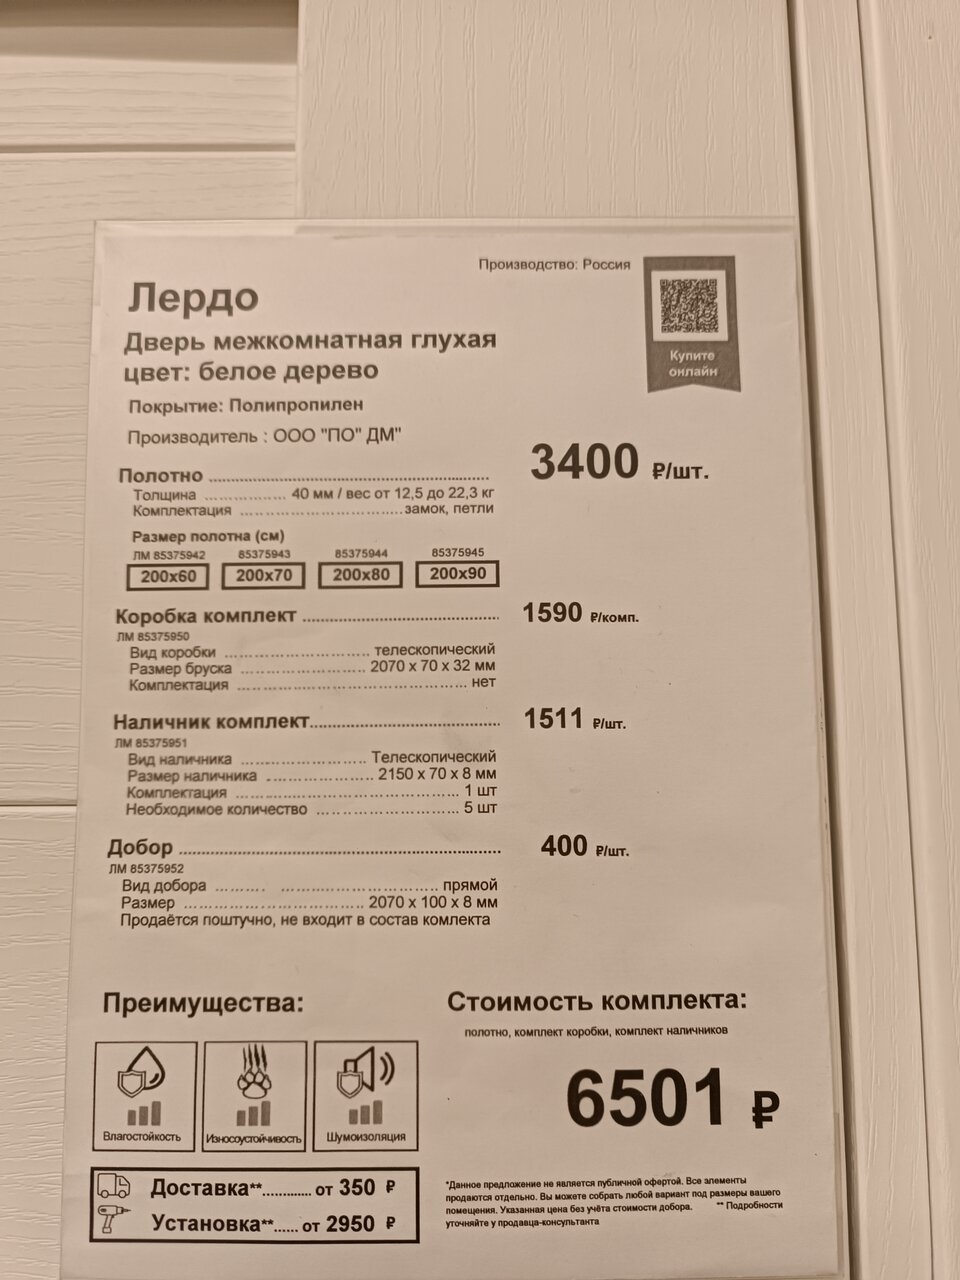 Производство: Россия
Лердо
Дверь межкомнатная глухая
цвет: белое дерево
Купите
онлайн
Покрытие: Полипропилен
Производитель : ООО "ПО" ДМ"
3400 ₽/шт.
Полотно
Толщина 40 мм / вес от 12,5 до 22,3 кг
Комплектация замок, петли
Размер полотна (см)
ЛМ 85375942 85375943 85375944 85375945
200x60 200x70 200x80 200x90
Коробка комплект 1590 ₽/комп.
ЛМ 85375950
Вид коробки телескопический
Размер бруска 2070 x 70 x 32 мм
Комплектация нет
Наличник комплект 1511 ₽/шт.
ЛМ 85375951
Вид наличника Телескопический
Размер наличника 2150 x 70 x 8 мм
Комплектация 1 шт
Необходимое количество 5 шт
Добор 400 ₽/шт.
ЛМ 85375952
Вид добора прямой
Размер 2070 x 100 x 8 мм
Продаётся поштучно, не входит в состав комлекта
Преимущества:
Влагостойкость
Износоустойчивость
Шумоизоляция
Доставка** от 350 ₽
Установка** от 2950 ₽
Стоимость комплекта:
полотно, комплект коробки, комплект наличников
6501 ₽
*Данное предложение не является публичной офертой. Все элементы
продаются отдельно. Вы можете собрать любой вариант под размеры вашего
помещения. Указанная цена без учёта стоимости добора. ** Подробности
уточняйте у продавца-консультанта